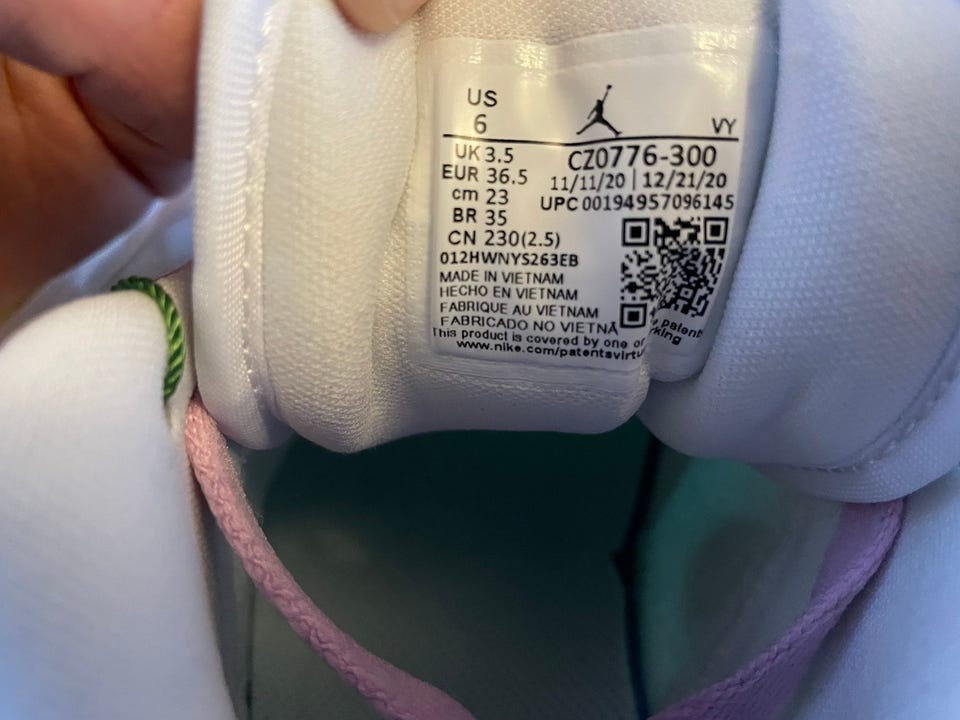 US
6
VY
UK 3.5
EUR 36.5
cm 23
BR 35
CN 230(2.5)
CZ0776-300
11/11/20 | 12/21/20
UPC 00194957096145
012HWNYS263EB
MADE IN VIETNAM
HECHO EN VIETNAM
FABRIQUE AU VIETNAM
FABRICADO NO VIETNÃ
This product is covered by one or
www.nike.com/patentsvirtu
patent
king